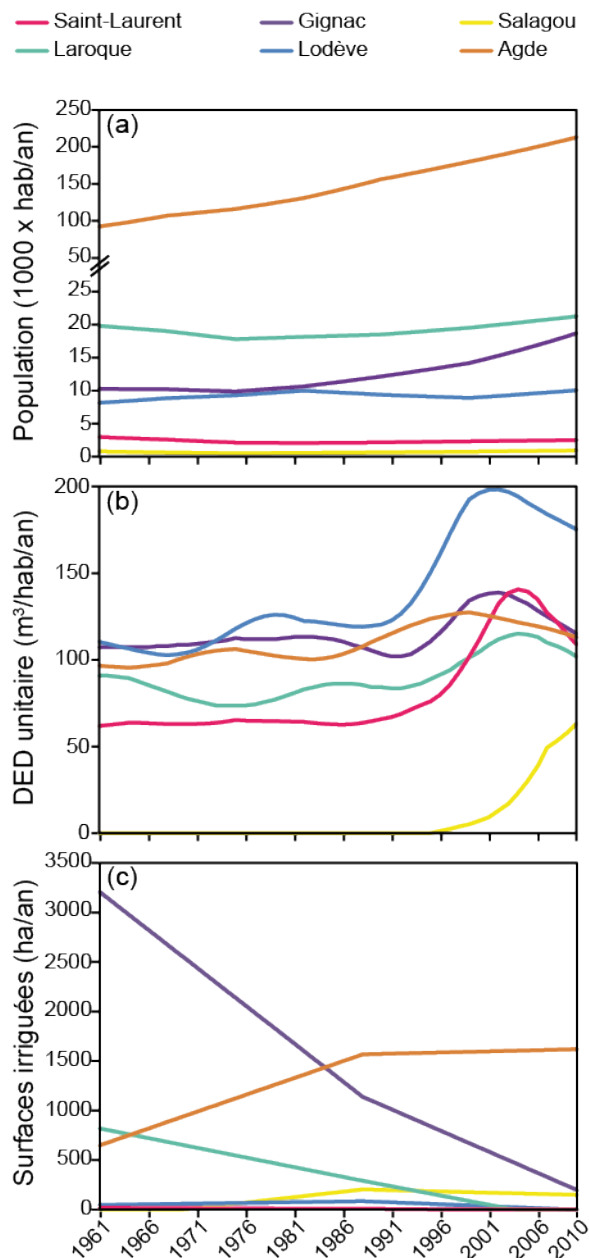 Saint-Laurent Gignac Salagou
Laroque Lodève Agde
(a)
Population (1000 x hab/an)
250
200
150
100
50
25
20
15
10
5
0
(b)
DED unitaire (m³/hab/an)
200
150
100
50
0
(c)
Surfaces irriguées (ha/an)
3500
3000
2500
2000
1500
1000
500
0
1961 1966 1971 1976 1981 1986 1991 1996 2001 2006 2010